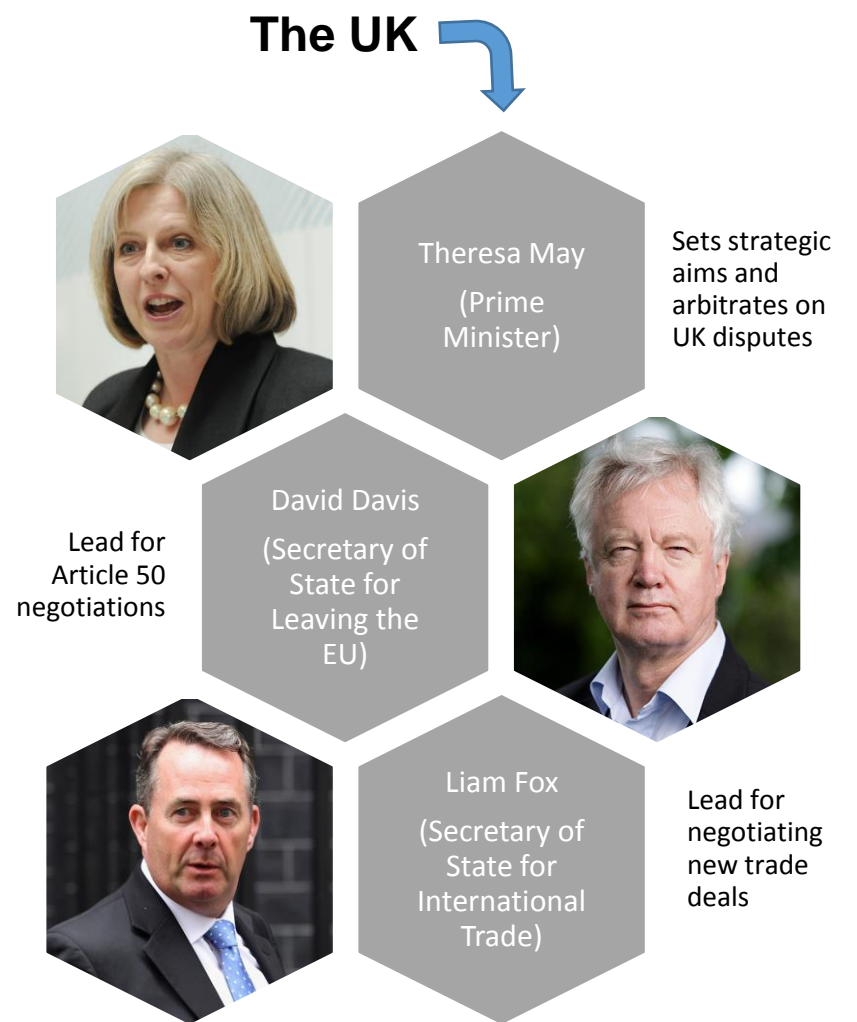 The UK
Theresa May
(Prime
Minister)
Sets strategic
aims and
arbitrates on
UK disputes
Lead for
Article 50
negotiations
David Davis
(Secretary of
State for
Leaving the
EU)
Liam Fox
(Secretary of
State for
International
Trade)
Lead for
negotiating
new trade
deals